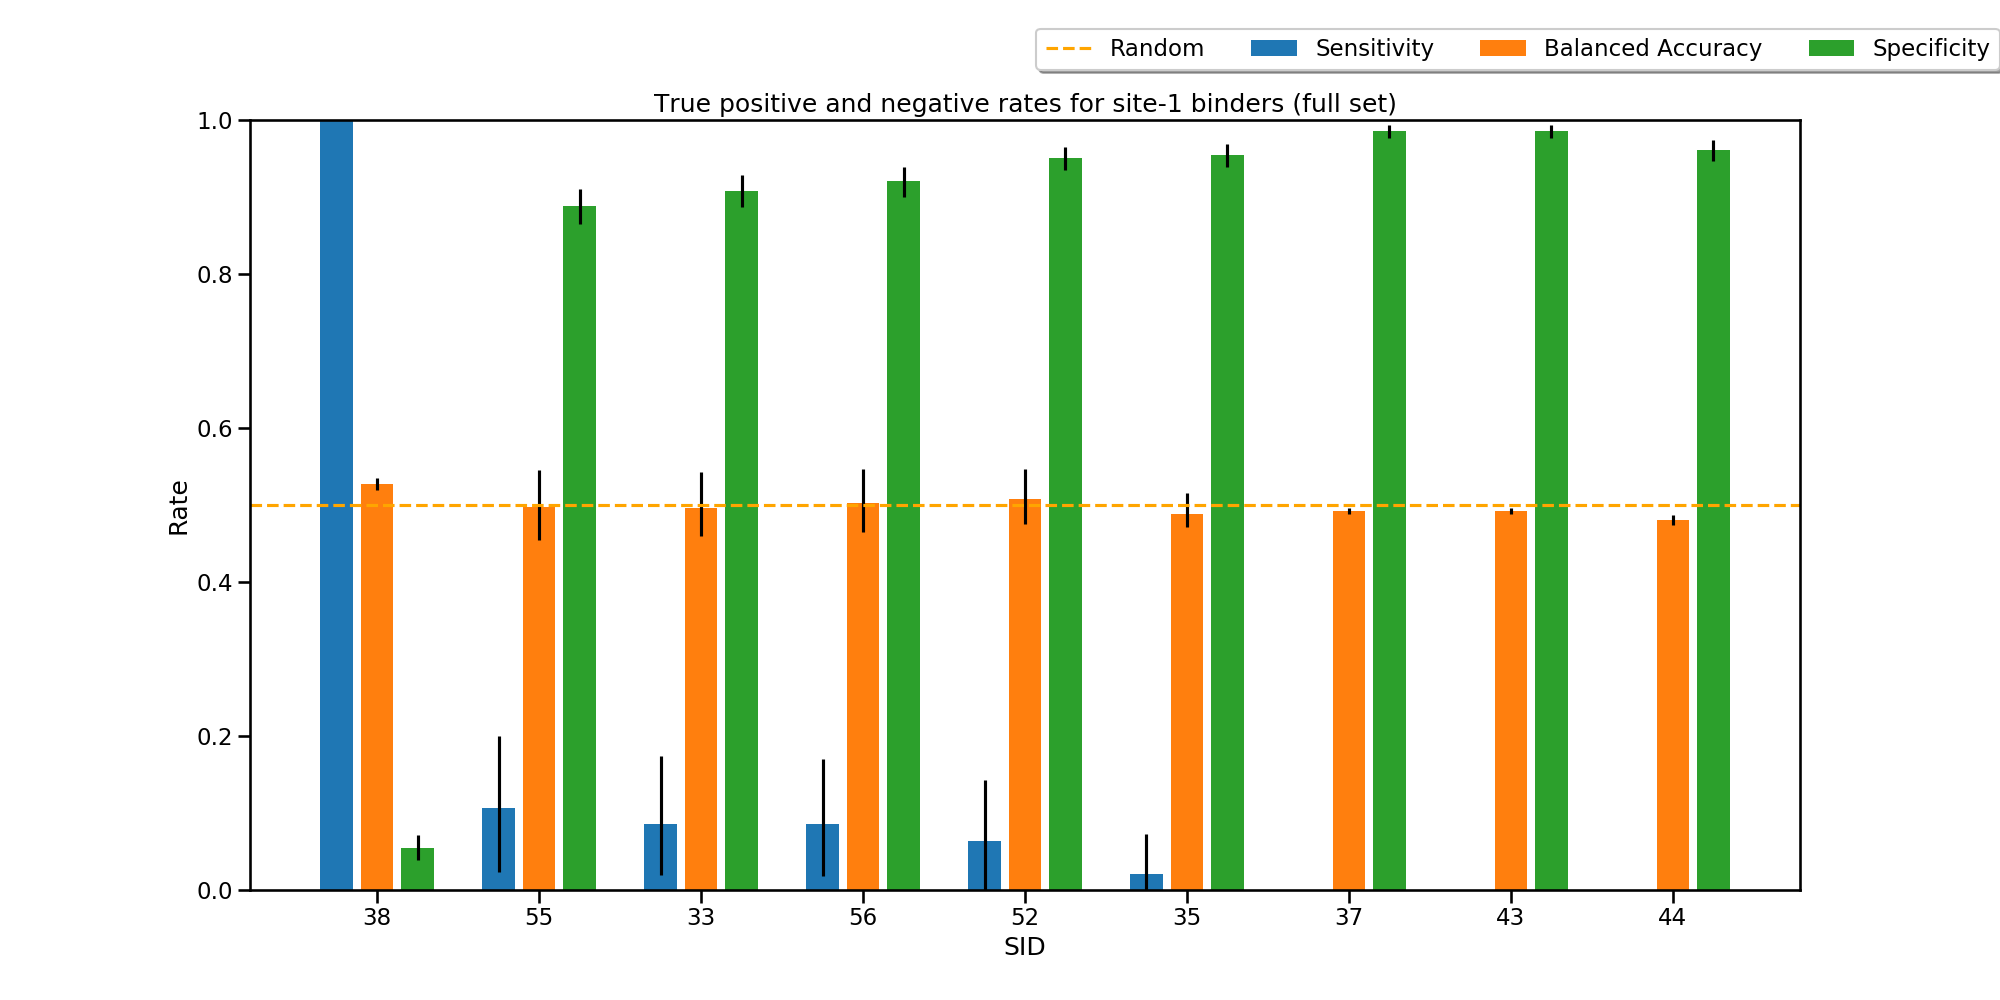 Random Sensitivity Balanced Accuracy Specificity
True positive and negative rates for site-1 binders (full set)
1.0
0.8
0.6
0.4
0.2
0.0
Rate
38 55 33 56 52 35 37 43 44
SID